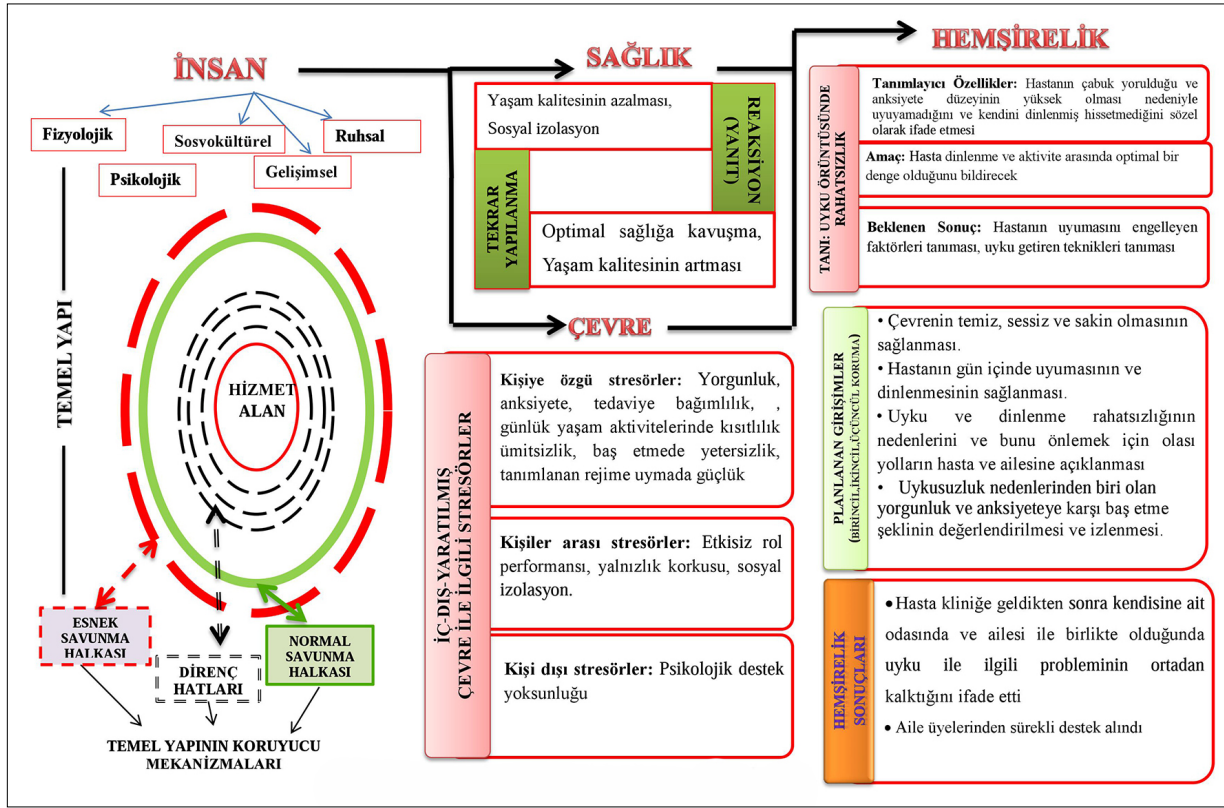 İNSAN
Fizyolojik
Sosvokültürel
Ruhsal
Psikolojik
Gelişimsel
TEMEL YAPI
HİZMET
ALAN
ESNEK
SAVUNMA
HALKASI
DİRENÇ
HATLARI
NORMAL
SAVUNMA
HALKASI
TEMEL YAPININ KORUYUCU
MEKANİZMALARI
SAĞLIK
Yaşam kalitesinin azalması,
Sosyal izolasyon
REAKSİYON
(YANIT)
TEKRAR
YAPILANMA
Optimal sağlığa kavuşma,
Yaşam kalitesinin artması
ÇEVRE
İÇ-DIŞ-YARATILMIŞ
ÇEVRE İLE İLGİLİ STRESÖRLER
Kişiye özgü stresörler: Yorgunluk,
anksiyete, tedaviye bağımlılık, ,
günlük yaşam aktivitelerinde kısıtlılık
ümitsizlik, baş etmede yetersizlik,
tanımlanan rejime uymada güçlük
Kişiler arası stresörler: Etkisiz rol
performansı, yalnızlık korkusu, sosyal
izolasyon.
Kişi dışı stresörler: Psikolojik destek
yoksunluğu
HEMŞİRELİK
TANI: UYKU ÖRÜNTÜSÜNDE
RAHATSIZLIK
Tanımlayıcı Özellikler: Hastanın çabuk yorulduğu ve
anksiyete düzeyinin yüksek olması nedeniyle
uyuyamadığını ve kendini dinlenmiş hissetmediğini sözel
olarak ifade etmesi
Amaç: Hasta dinlenme ve aktivite arasında optimal bir
denge olduğunu bildirecek
Beklenen Sonuç: Hastanın uyumasını engelleyen
faktörleri tanıması, uyku getiren teknikleri tanıması
PLANLANAN GİRİŞİMLER
(BİRİNCİL,İKİNCİL,ÜCÜNCÜL KORUMA)
• Çevrenin temiz, sessiz ve sakin olmasının
sağlanması.
• Hastanın gün içinde uyumasının ve
dinlenmesinin sağlanması.
• Uyku ve dinlenme rahatsızlığının
nedenlerini ve bunu önlemek için olası
yolların hasta ve ailesine açıklanması
• Uykusuzluk nedenlerinden biri olan
yorgunluk ve anksiyeteye karşı baş etme
şeklinin değerlendirilmesi ve izlenmesi.
HEMŞİRELİK
SONUÇLARI
• Hasta kliniğe geldikten sonra kendisine ait
odasında ve ailesi ile birlikte olduğunda
uyku ile ilgili probleminin ortadan
kalktığını ifade etti
• Aile üyelerinden sürekli destek alındı